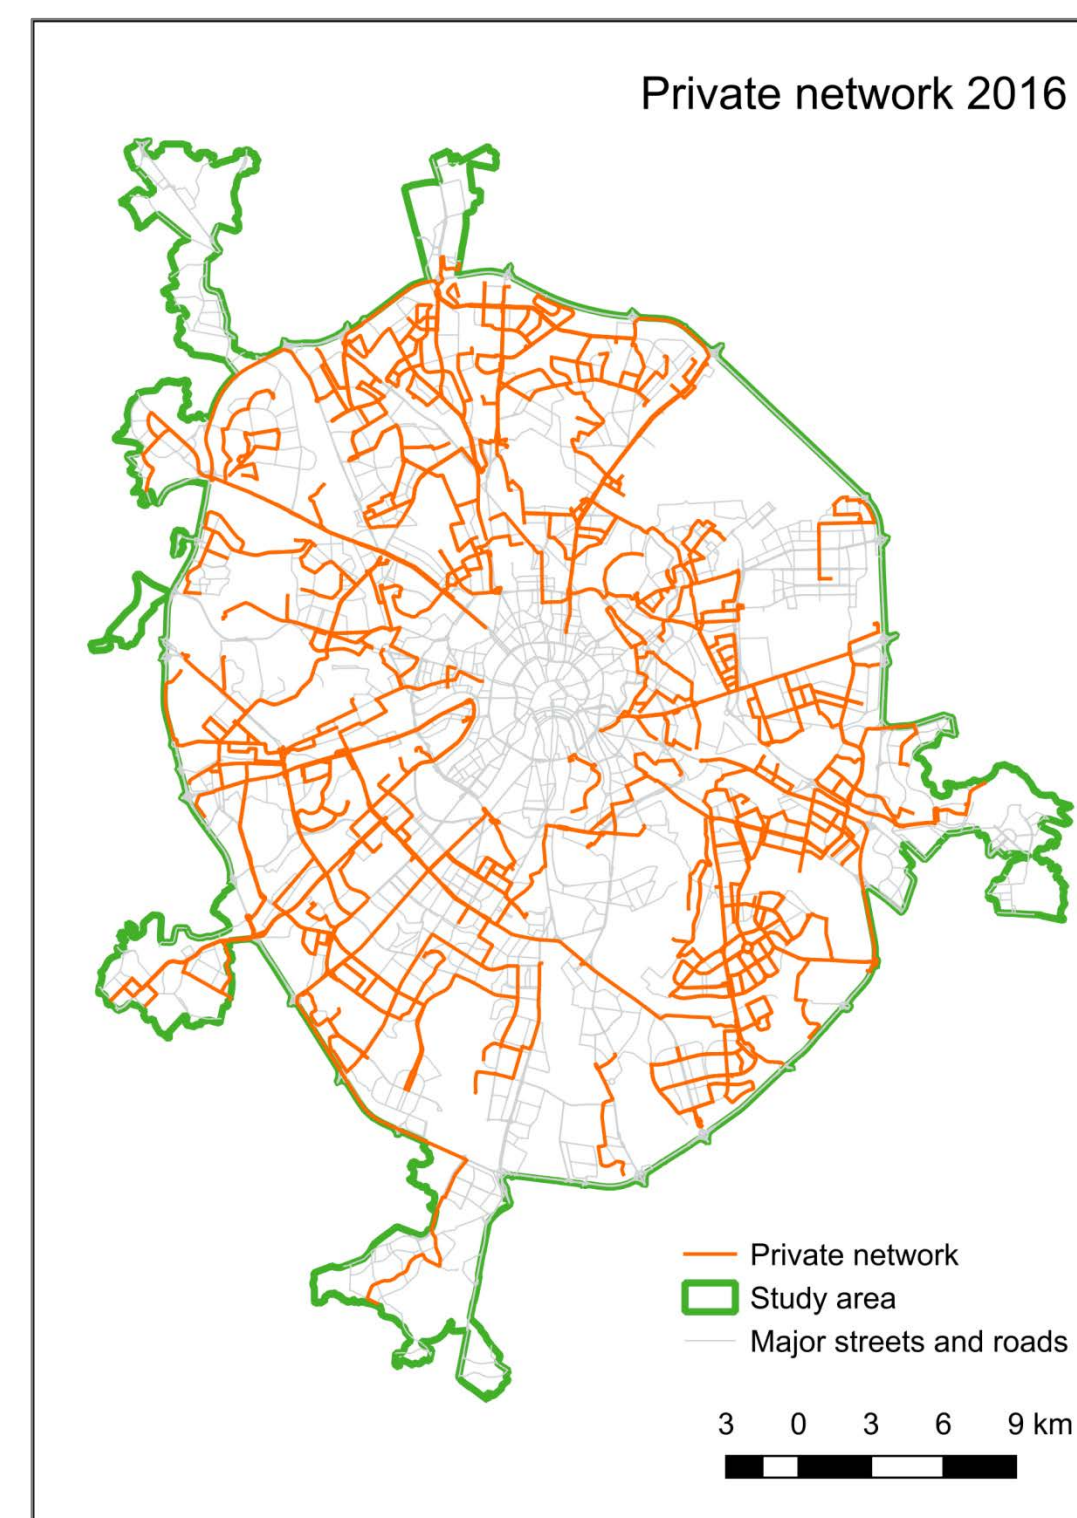 Private network 2016
Private network
Study area
Major streets and roads
3 0 3 6 9 km